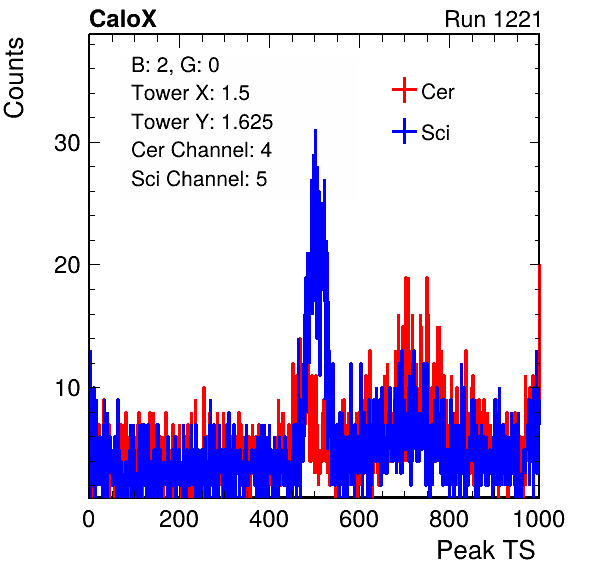 CaloX Run 1221
Counts
B: 2, G: 0
Tower X: 1.5
Tower Y: 1.625
Cer Channel: 4
Sci Channel: 5
Cer
Sci
30
20
10
0 200 400 600 800 1000
Peak TS